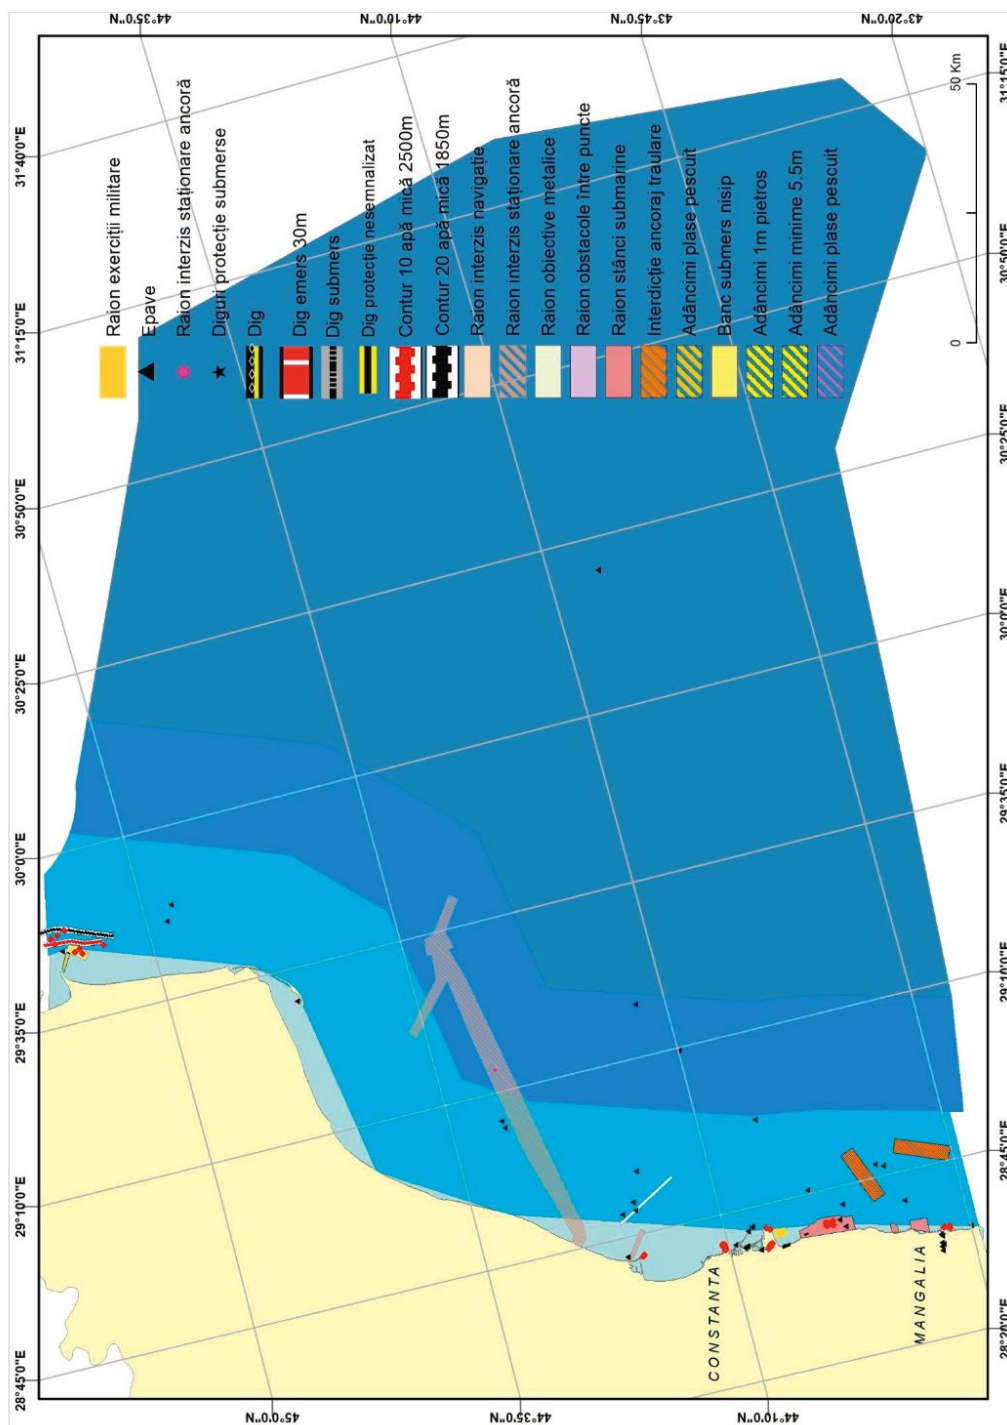 28°45'0"E
29°10'0"E
29°35'0"E
30°0'0"E
30°25'0"E
30°50'0"E
31°15'0"E
31°40'0"E
45°0'0"N
44°35'0"N
44°10'0"N
44°35'0"N
44°10'0"N
43°45'0"N
43°20'0"N
Raion exerciții militare
Epave
Raion interzis staționare ancoră
Diguri protecție submerse
Dig
Dig emers 30m
Dig submers
Dig protecție nesemnalizat
Contur 10 apă mică 2500m
Contur 20 apă mică 1850m
Raion interzis navigație
Raion interzis staționare ancoră
Raion obiective metalice
Raion obstacole între puncte
Raion stânci submarine
Interdicție ancoraj traulare
Adâncimi plase pescuit
Banc submers nisip
Adâncimi 1m pietros
Adâncimi minime 5.5m
Adâncimi plase pescuit
CONSTANTA
MANGALIA
0
50 Km
28°20'0"E
28°45'0"E
29°10'0"E
29°35'0"E
30°0'0"E
30°25'0"E
30°50'0"E
31°15'0"E